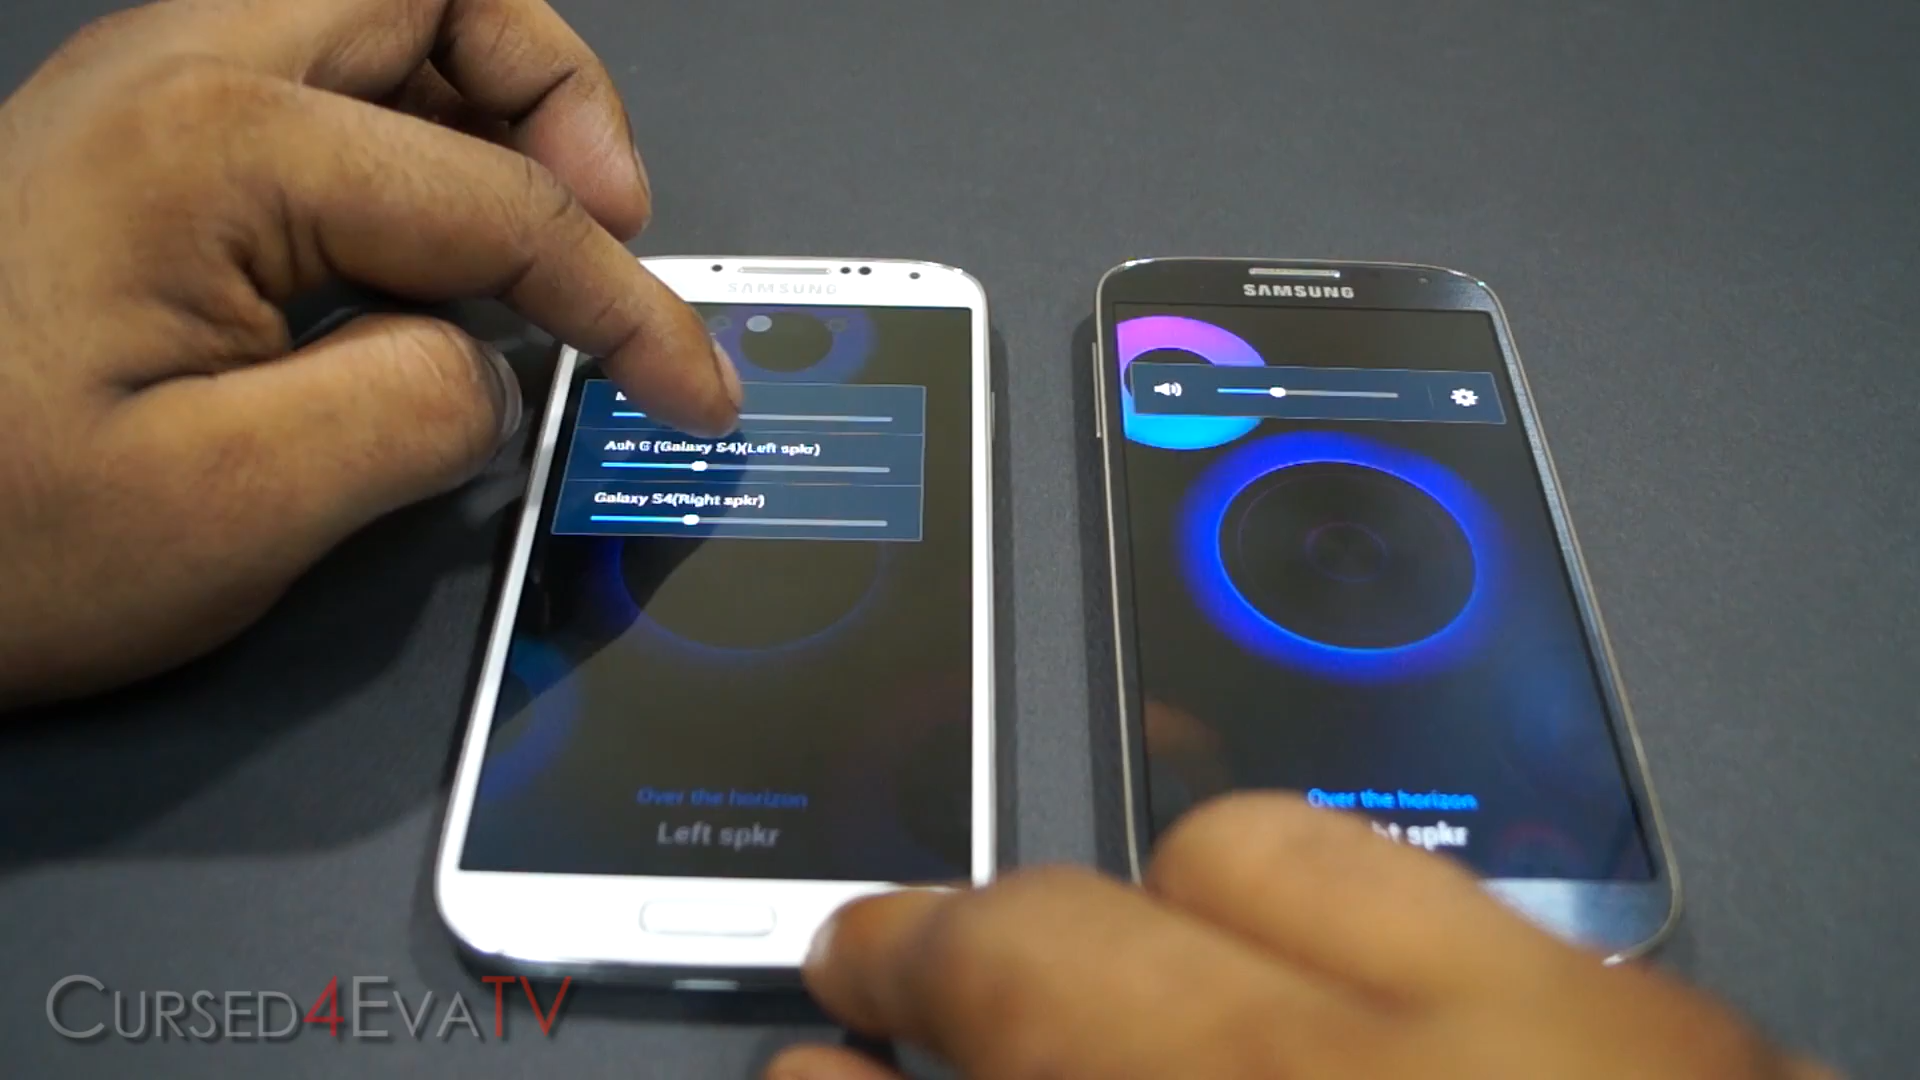 SAMSUNG
Ash G (Galaxy S4)(Left spkr)
Galaxy S4(Right spkr)
Over the horizon
Left spkr
SAMSUNG
Over the horizon
spkr
CURSED4EVATV